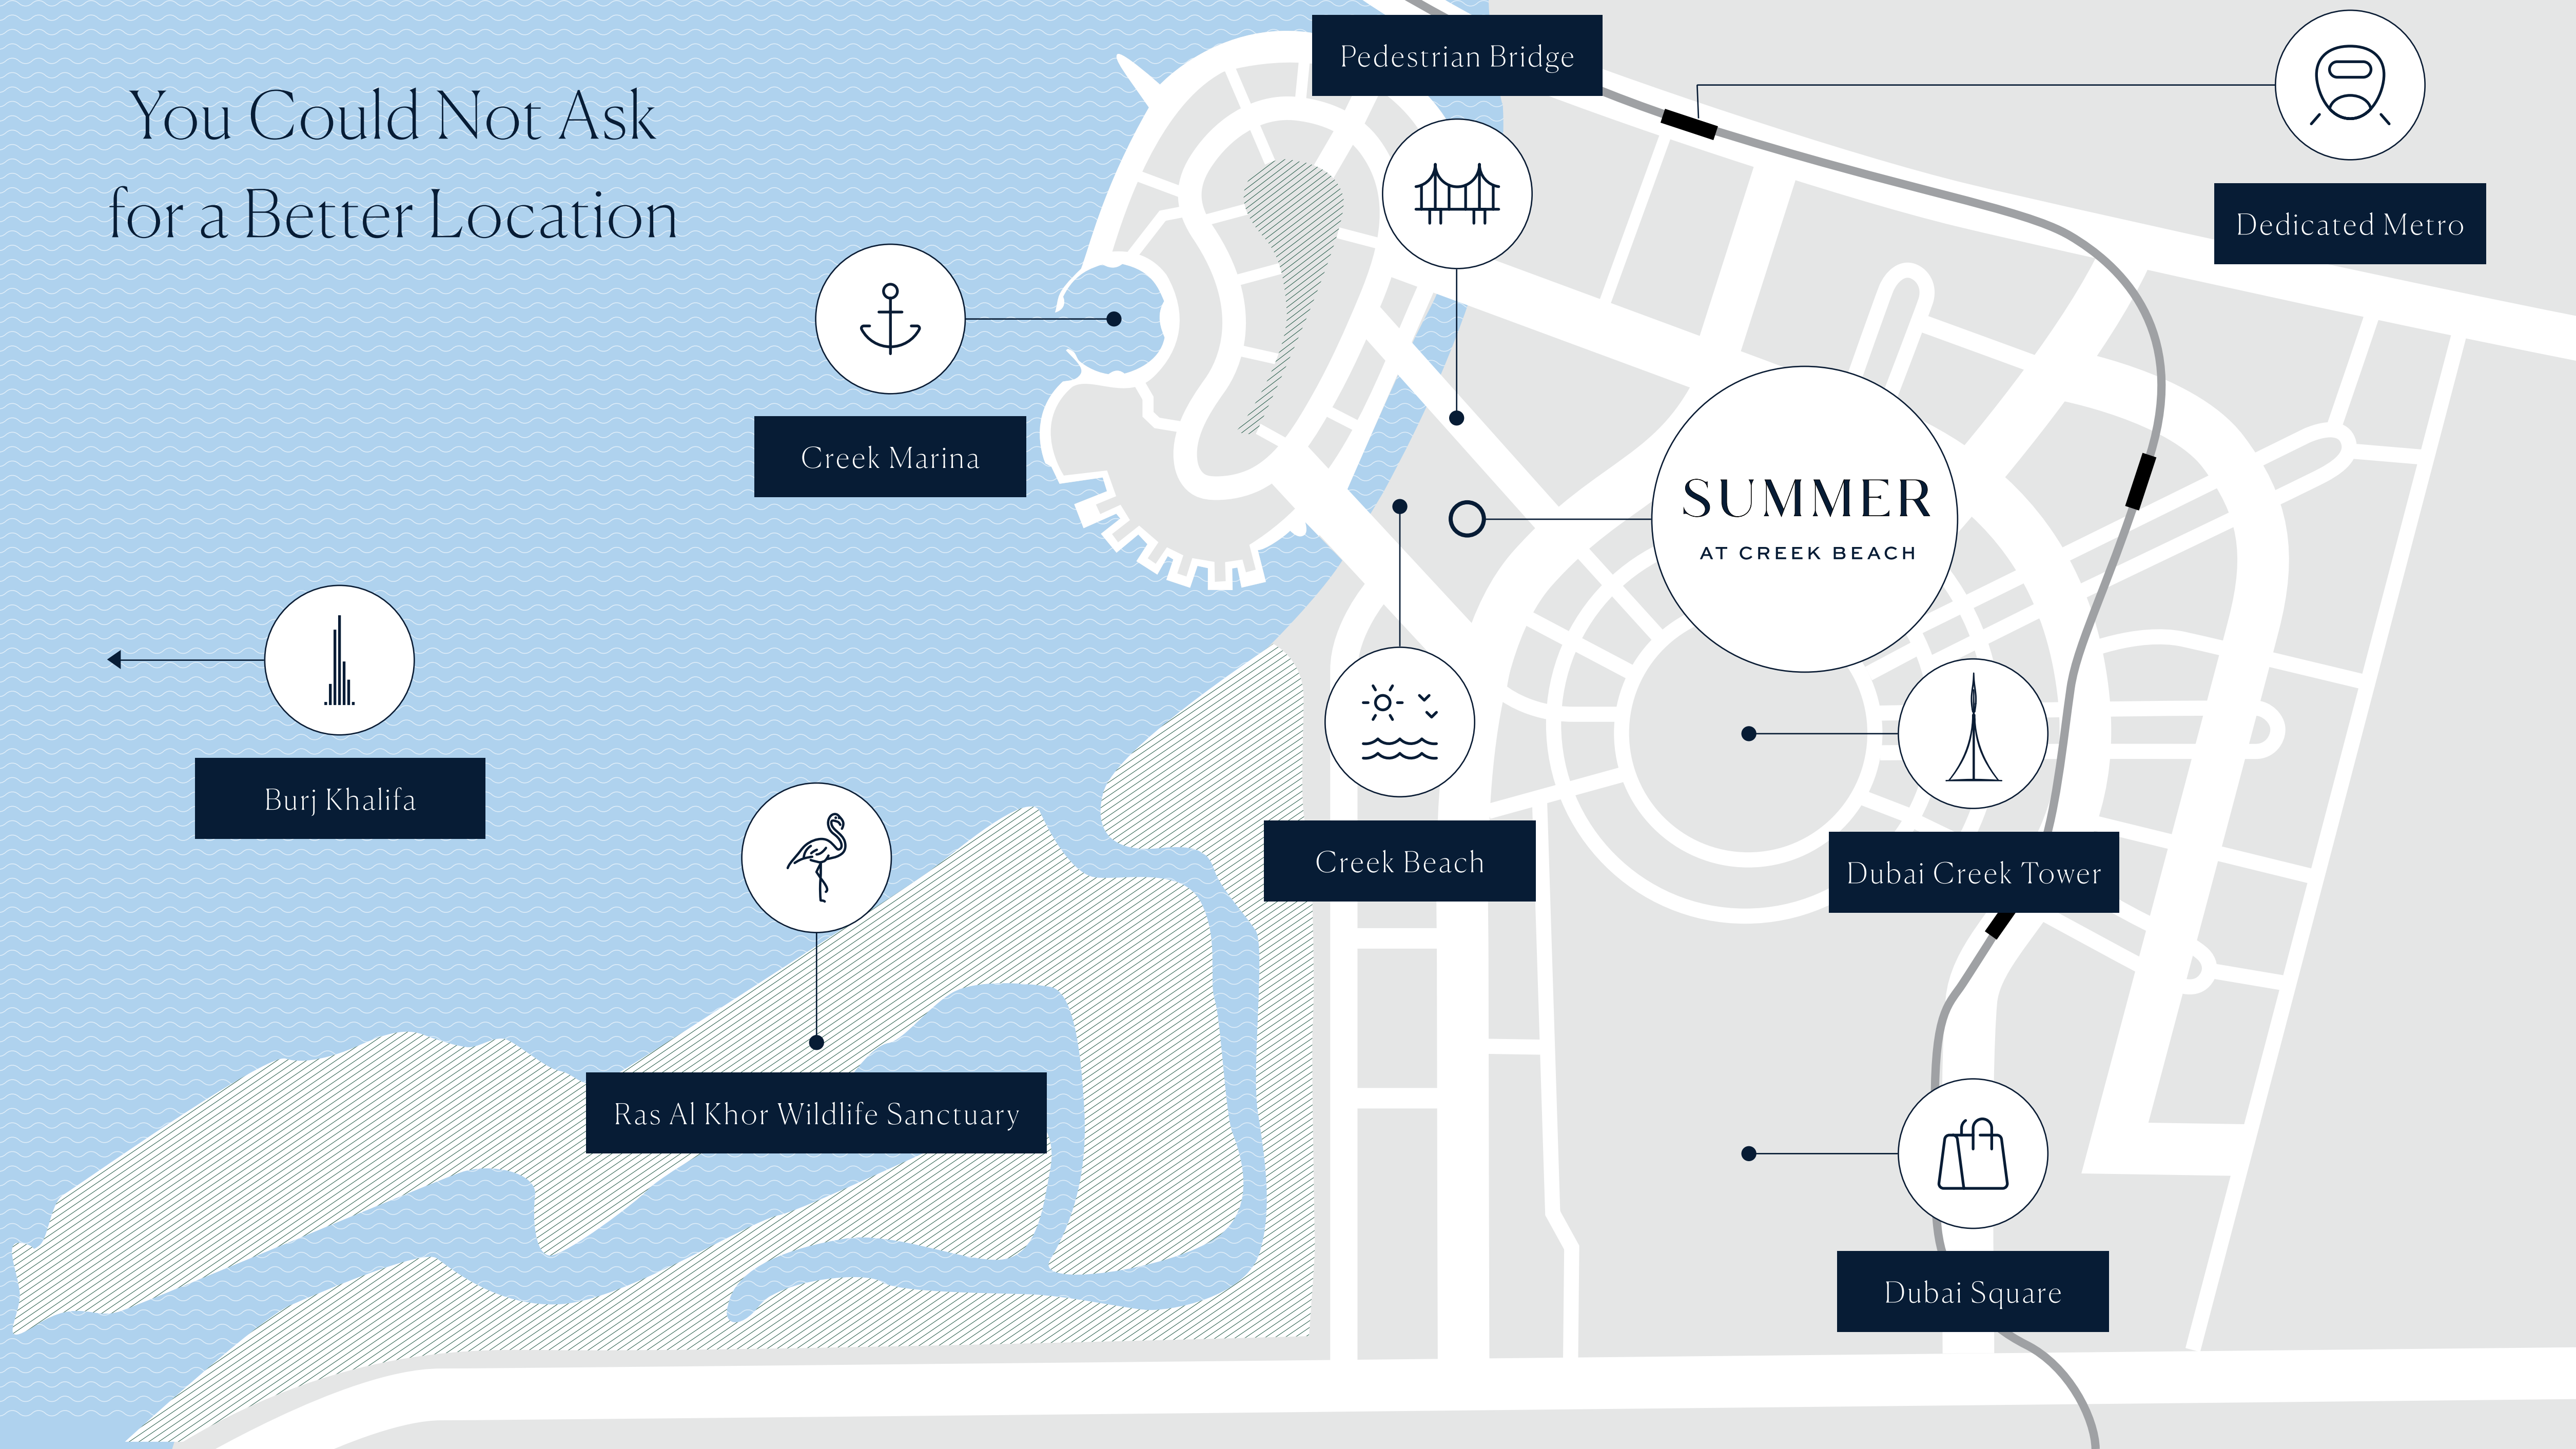 You Could Not Ask
for a Better Location
Pedestrian Bridge
Dedicated Metro
Creek Marina
SUMMER
AT CREEK BEACH
Burj Khalifa
Creek Beach
Dubai Creek Tower
Ras Al Khor Wildlife Sanctuary
Dubai Square